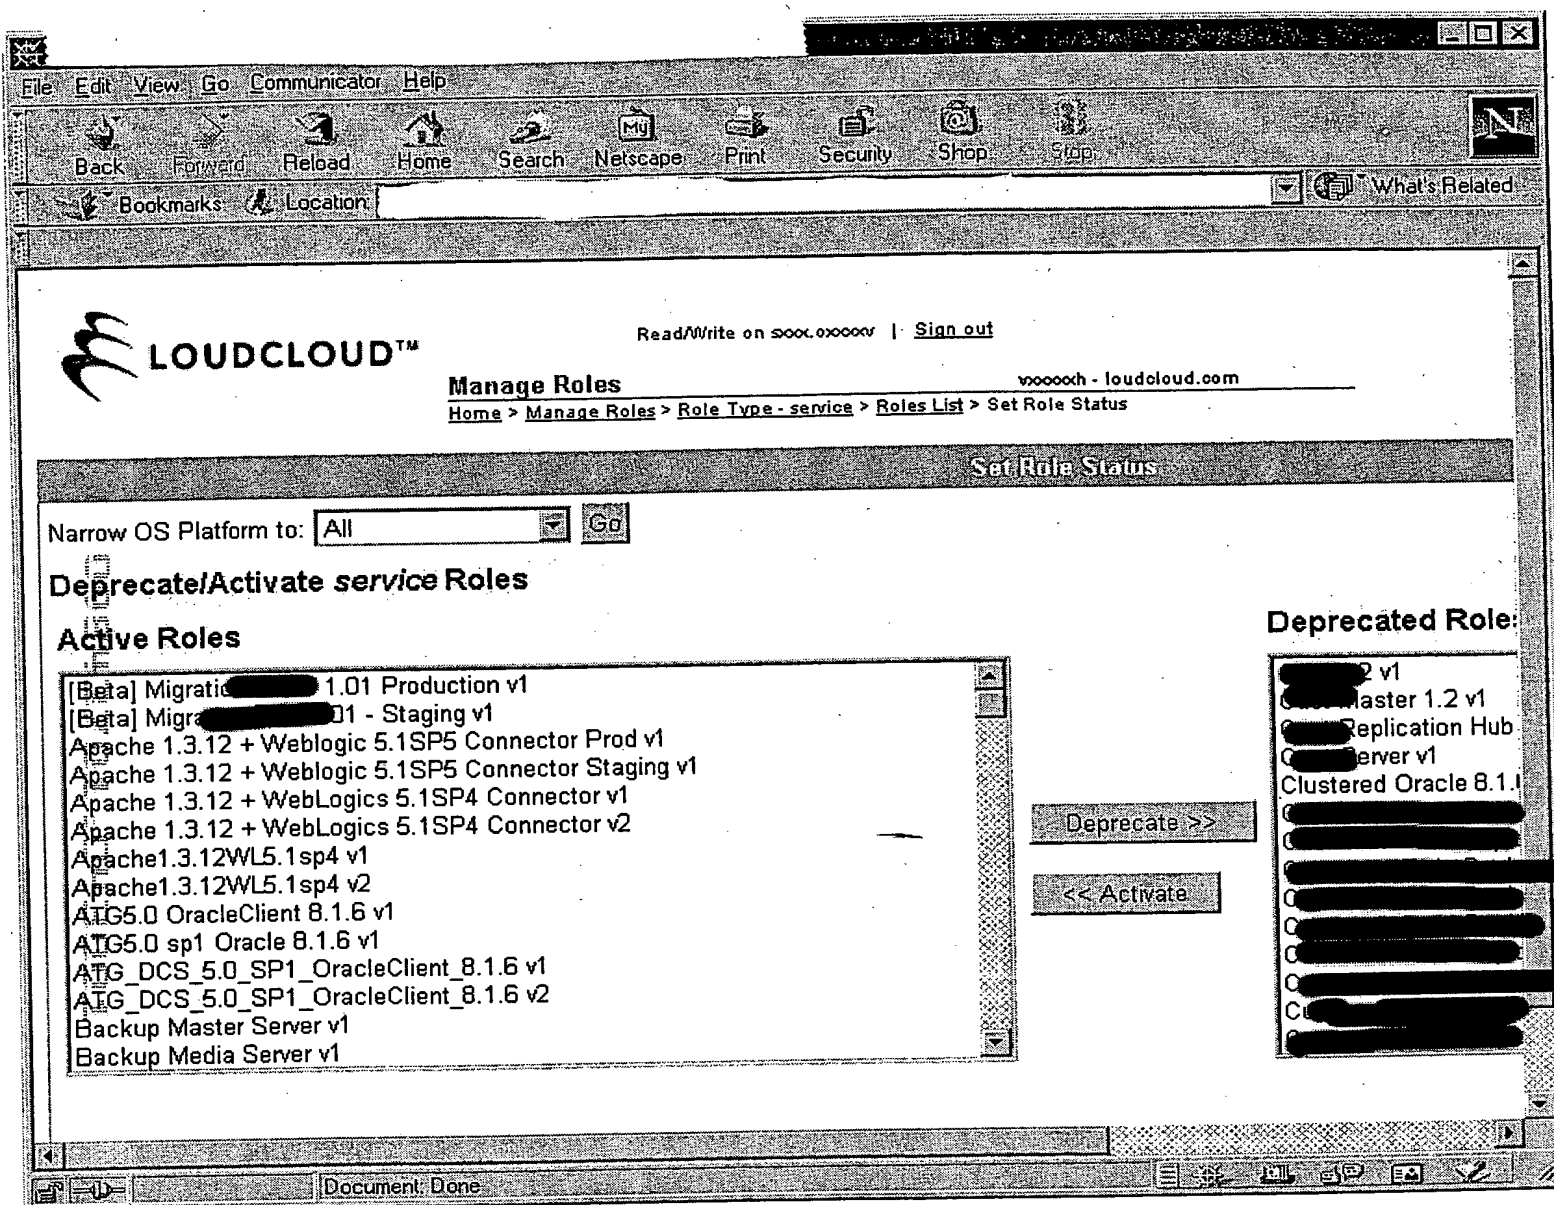 File Edit View Go Communicator Help
Back Forward Reload Home Search Netscape Print Security Shop Stop
Bookmarks Location: What's Related
Read/Write on | Sign out
LOUDCLOUD™
Manage Roles - loudcloud.com
Home > Manage Roles > Role Type - service > Roles List > Set Role Status
Set Role Status
Narrow OS Platform to: All Go
Deprecate/Activate service Roles
Active Roles
Deprecated Role
[Beta] 1.01 Production v1
[Beta] - Staging v1
Apache 1.3.12 + Weblogic 5.1SP5 Connector Prod v1
Apache 1.3.12 + Weblogic 5.1SP5 Connector Staging v1
Apache 1.3.12 + WebLogics 5.1SP4 Connector v1
Apache 1.3.12 + WebLogics 5.1SP4 Connector v2
Apache1.3.12WL5.1sp4 v1
Apache1.3.12WL5.1sp4 v2
ATG5.0 OracleClient 8.1.6 v1
ATG5.0 sp1 Oracle 8.1.6 v1
ATG_DCS_5.0_SP1_OracleClient_8.1.6 v1
ATG_DCS_5.0_SP1_OracleClient_8.1.6 v2
Backup Master Server v1
Backup Media Server v1
Deprecate >>
<< Activate
2 v1
aster 1.2 v1
eplication Hub
erver v1
Clustered Oracle 8.1.
Document: Done